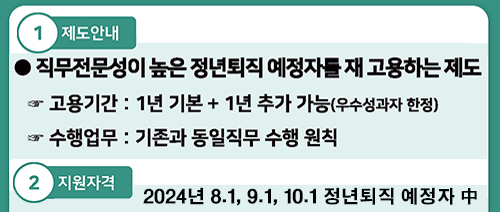 1 제도안내
● 직무전문성이 높은 정년퇴직 예정자를 재 고용하는 제도
☞ 고용기간 : 1년 기본 + 1년 추가 가능(우수성과자 한정)
☞ 수행업무 : 기존과 동일직무 수행 원칙
2 지원자격
2024년 8.1, 9.1, 10.1 정년퇴직 예정자 中